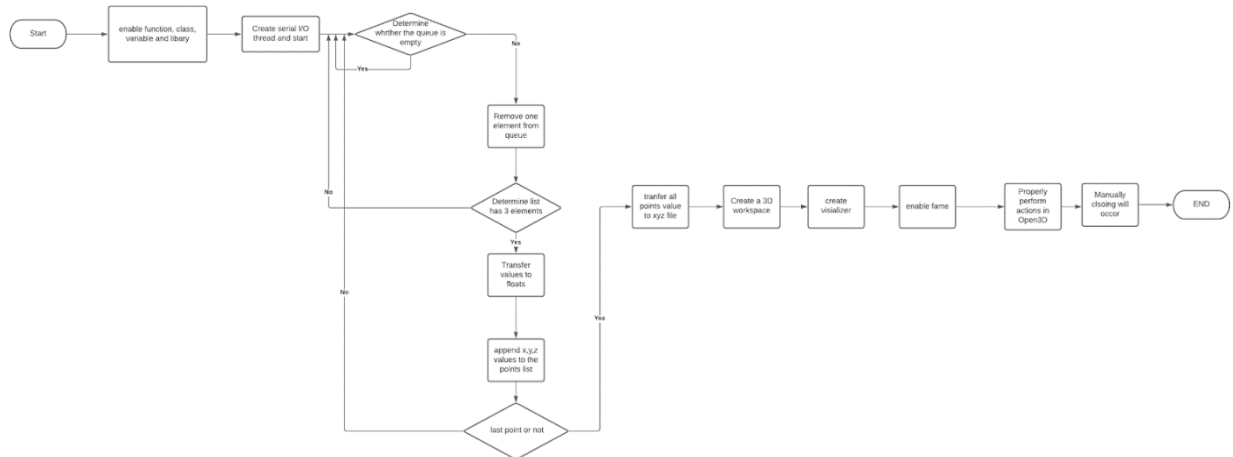 Start
enable function, class,
variable and libary
Create serial I/O
thread and start
Determine
whrther the queue is
empty
Yes
No
Remove one
element from
queue
Determine list
has 3 elements
No
Yes
Transfer
values to
floats
append x,y,z
values to the
points list
last point or not
No
Yes
tranfer all
points value
to xyz file
Create a 3D
workspace
create
visializer
enable fame
Properly
perform
actions in
Open3D
Manually
clsoing will
occor
END